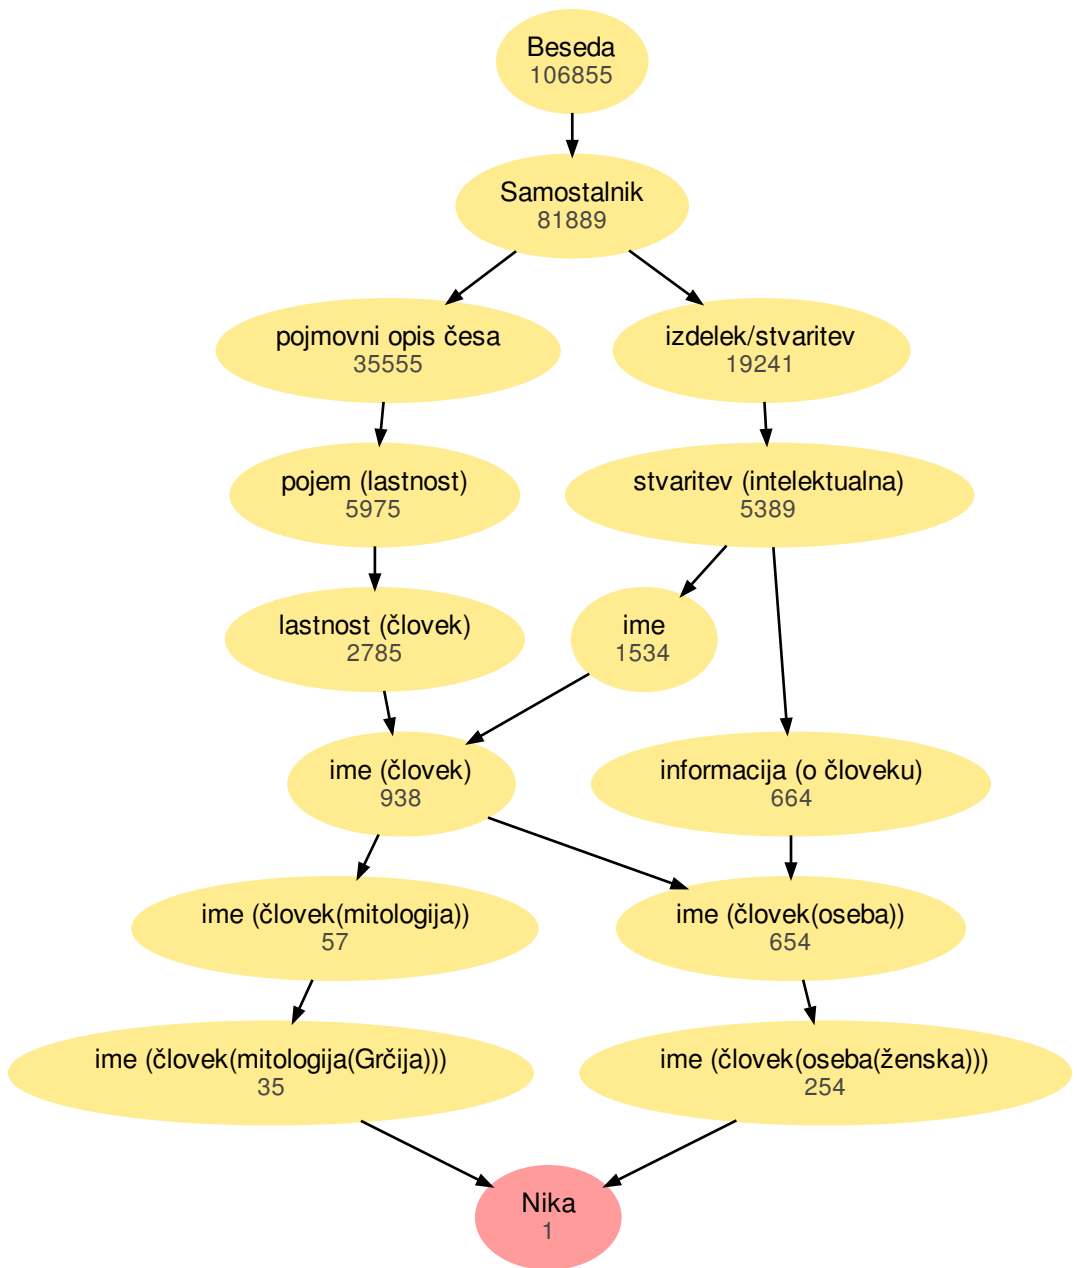 Beseda
106855
Samostalnik
81889
pojmovni opis česa
35555
izdelek/stvaritev
19241
pojem (lastnost)
5975
stvaritev (intelektualna)
5389
lastnost (človek)
2785
ime
1534
ime (človek)
938
informacija (o človeku)
664
ime (človek(mitologija))
57
ime (človek(oseba))
654
ime (človek(mitologija(Grčija)))
35
ime (človek(oseba(ženska)))
254
Nika
1